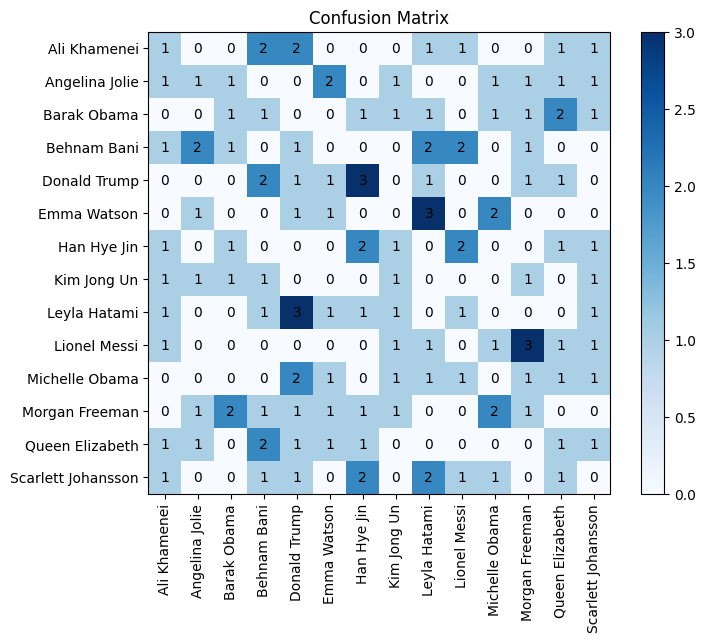 Confusion Matrix
Ali Khamenei 1 0 0 2 2 0 0 0 1 1 0 0 1 1
Angelina Jolie 1 1 1 0 0 2 0 1 0 0 1 1 1 1
Barak Obama 0 0 1 1 0 0 1 1 1 0 1 1 2 1
Behnam Bani 1 2 1 0 1 0 0 0 2 2 0 1 0 0
Donald Trump 0 0 0 2 1 1 3 0 1 0 0 1 1 0
Emma Watson 0 1 0 0 1 1 0 0 3 0 2 0 0 0
Han Hye Jin 1 0 1 0 0 0 2 1 0 2 0 0 1 1
Kim Jong Un 1 1 1 1 0 0 0 1 0 0 0 1 0 1
Leyla Hatami 1 0 0 1 3 1 1 1 0 1 0 0 0 1
Lionel Messi 1 0 0 0 0 0 0 1 1 0 1 3 1 1
Michelle Obama 0 0 0 0 2 1 0 1 1 1 0 1 1 1
Morgan Freeman 0 1 2 1 1 1 1 1 0 0 2 1 0 0
Queen Elizabeth 1 1 0 2 1 1 1 0 0 0 0 0 1 1
Scarlett Johansson 1 0 0 1 1 0 2 0 2 1 1 0 1 0
Ali Khamenei
Angelina Jolie
Barak Obama
Behnam Bani
Donald Trump
Emma Watson
Han Hye Jin
Kim Jong Un
Leyla Hatami
Lionel Messi
Michelle Obama
Morgan Freeman
Queen Elizabeth
Scarlett Johansson
3.0
2.5
2.0
1.5
1.0
0.5
0.0